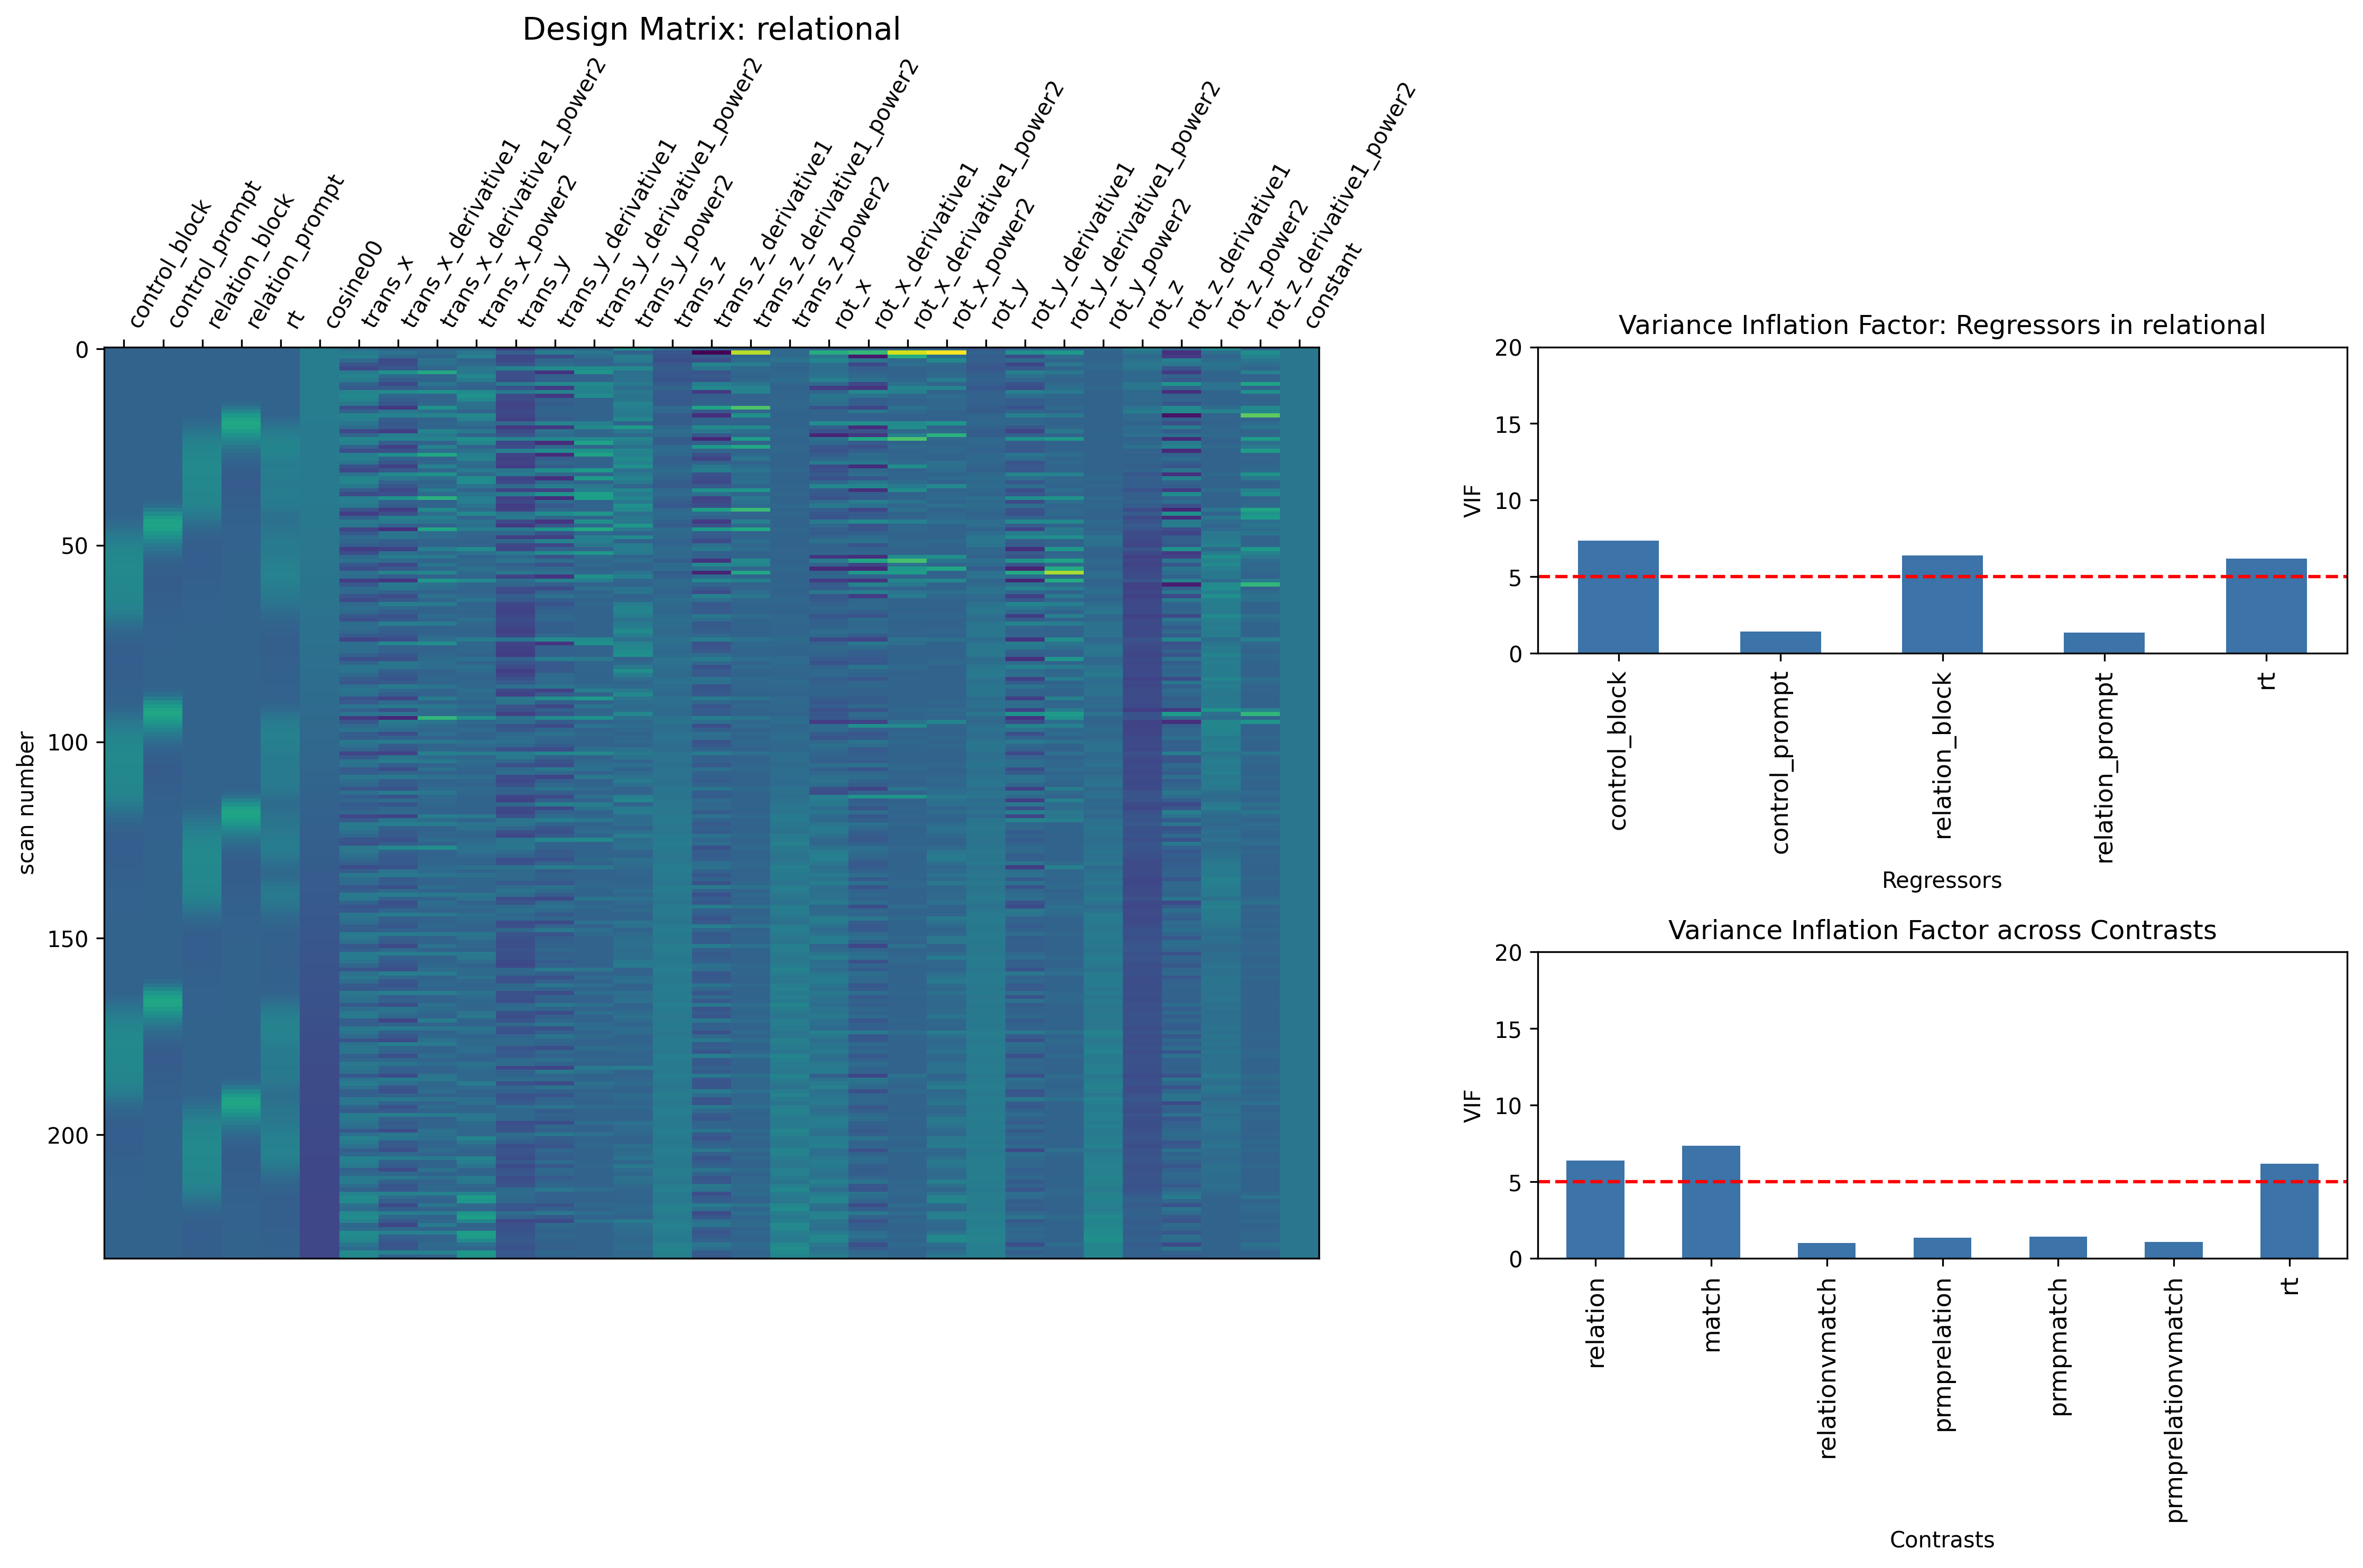 Design Matrix: relational
control_block
control_prompt
relation_block
relation_prompt
rt
cosine00
trans_x
trans_x_derivative1
trans_x_derivative1_power2
trans_x_power2
trans_y
trans_y_derivative1
trans_y_derivative1_power2
trans_y_power2
trans_z
trans_z_derivative1
trans_z_derivative1_power2
trans_z_power2
rot_x
rot_x_derivative1
rot_x_derivative1_power2
rot_x_power2
rot_y
rot_y_derivative1
rot_y_derivative1_power2
rot_y_power2
rot_z
rot_z_derivative1
rot_z_power2
rot_z_derivative1_power2
constant
scan number
0
50
100
150
200
Variance Inflation Factor: Regressors in relational
VIF
20
15
10
5
0
control_block
control_prompt
relation_block
relation_prompt
rt
Regressors
Variance Inflation Factor across Contrasts
VIF
20
15
10
5
0
relation
match
relationvmatch
prmprelation
prmpmatch
prmprelationvmatch
rt
Contrasts